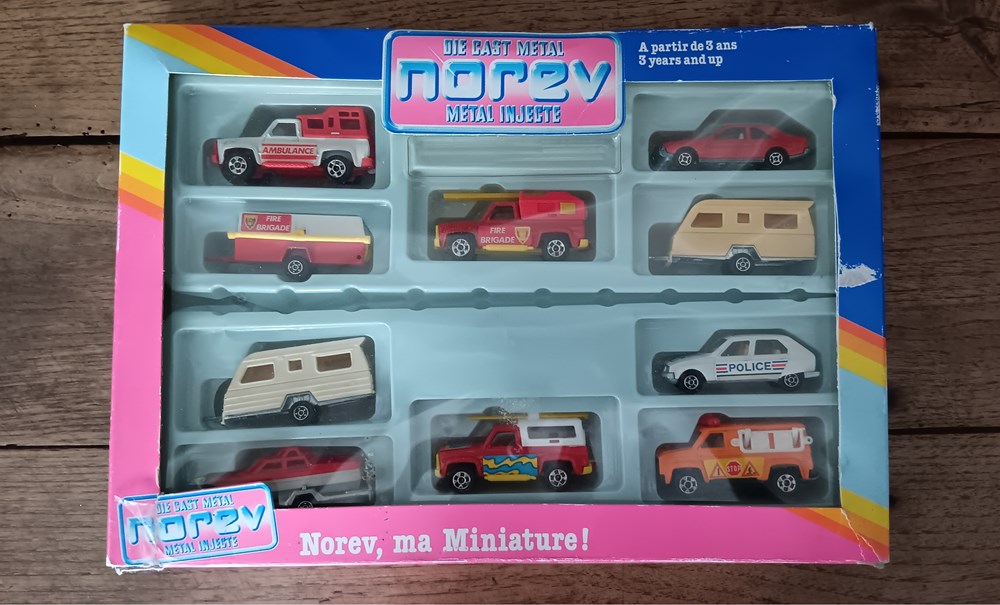 DIE CAST METAL
norev
METAL INJECTE
A partir de 3 ans
3 years and up
AMBULANCE
FIRE
BRIGADE
FIRE
BRIGADE
POLICE
STOP
DIE CAST METAL
norev
METAL INJECTE
Norev, ma Miniature!